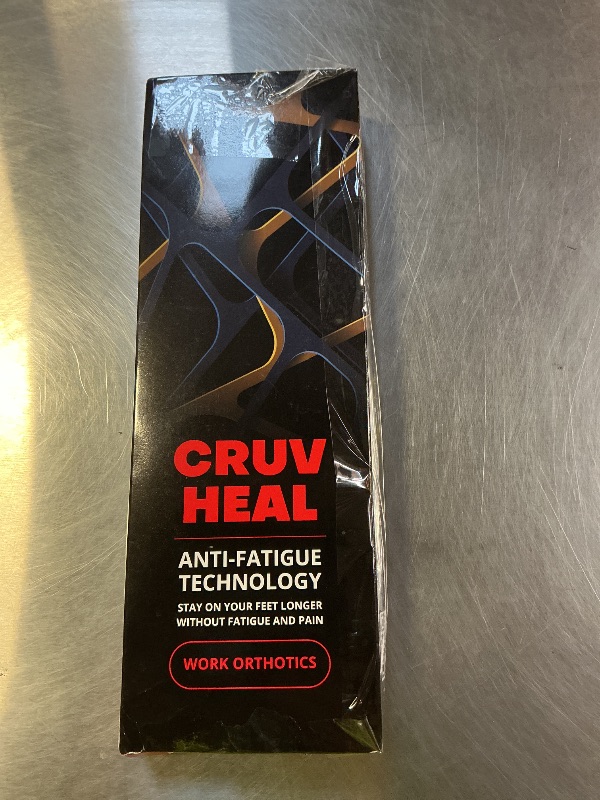 CRUV
HEAL
ANTI-FATIGUE
TECHNOLOGY
STAY ON YOUR FEET LONGER
WITHOUT FATIGUE AND PAIN
WORK ORTHOTICS